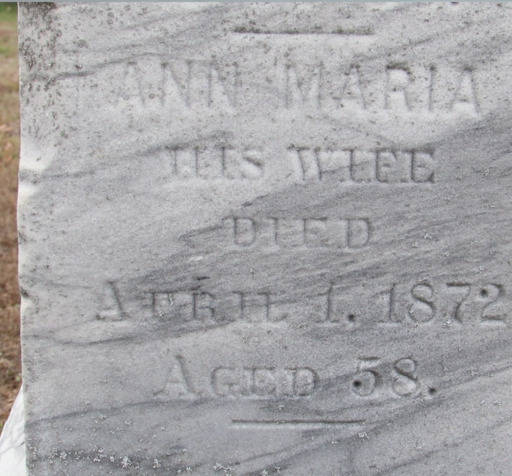 ANN MARIA
HIS WIFE
DIED
APRIL 1, 1872
AGED 58.